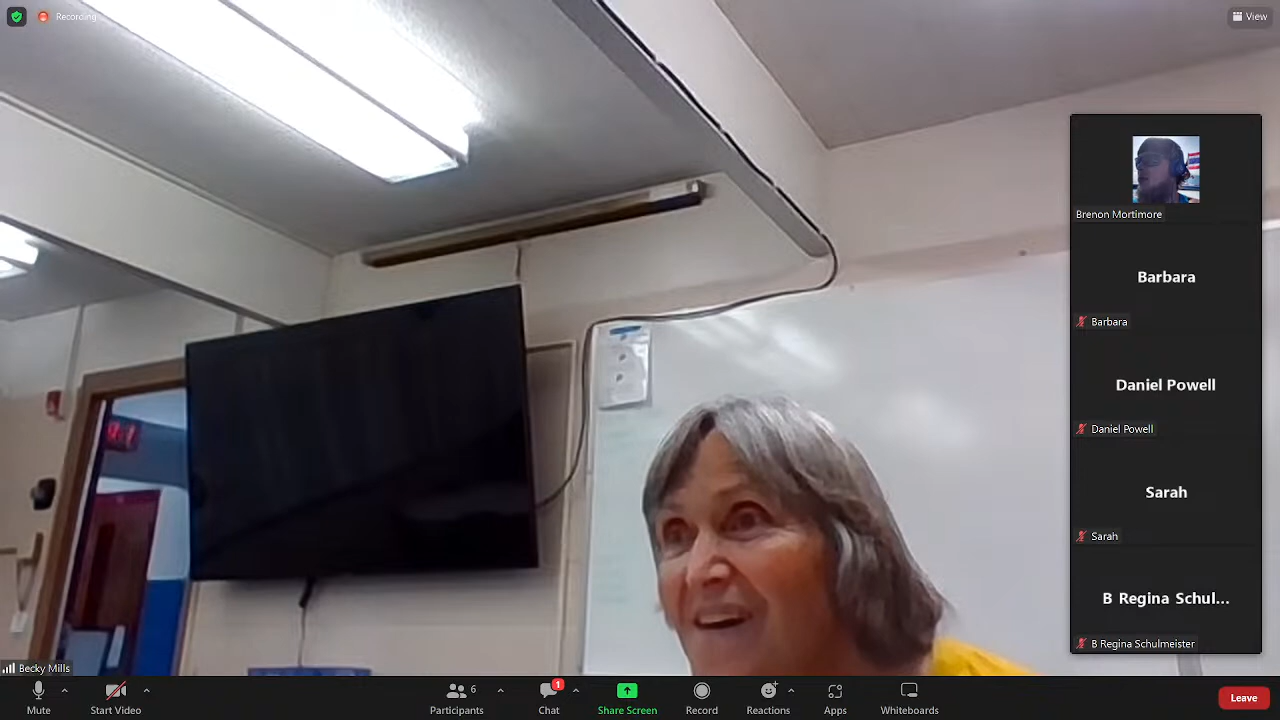 Recording
View
Brenon Mortimore
Barbara
Barbara
Daniel Powell
Daniel Powell
Sarah
Sarah
B Regina Schul...
B Regina Schulmeister
Becky Mills
Mute
Start Video
6
Participants
1
Chat
Share Screen
Record
Reactions
Apps
Whiteboards
Leave